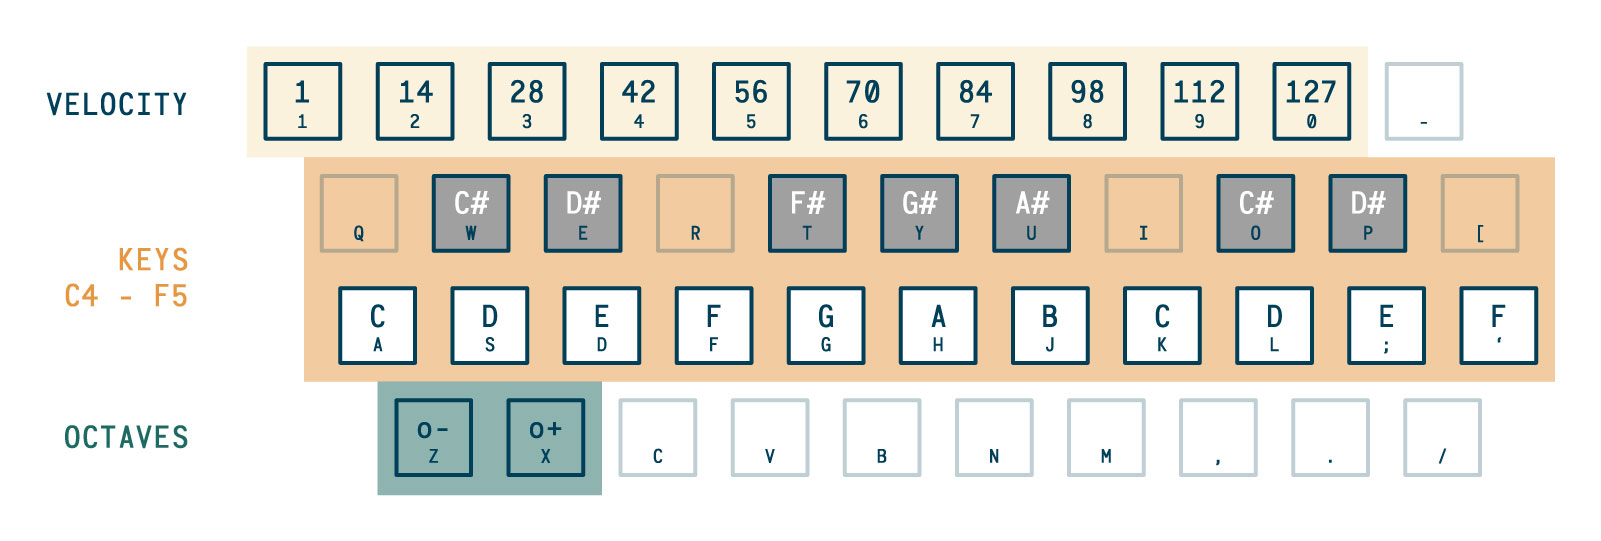 VELOCITY
1 14 28 42 56 70 84 98 112 127
1 2 3 4 5 6 7 8 9 0 -
C# D# F# G# A# C# D#
Q W E R T Y U I O P [
KEYS
C4 - F5
C D E F G A B C D E F
A S D F G H J K L ; ‘
OCTAVES
o- o+
Z X C V B N M , . /